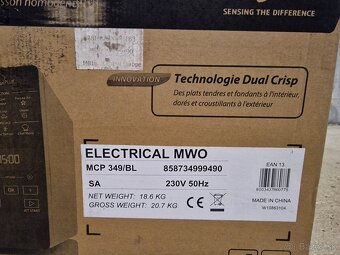 SENSING THE DIFFERENCE
INNOVATION
Technologie Dual Crisp
Des plats tendres et fondants à l'intérieur,
dorés et croustillants à l'extérieur
ELECTRICAL MWO
MCP 349/BL 858734999490
SA 230V 50Hz
NET WEIGHT: 18.6 KG
GROSS WEIGHT: 20.7 KG
EAN 13
MADE IN CHINA